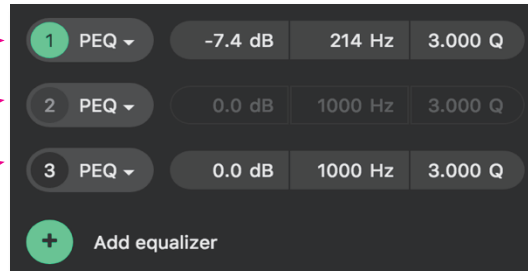 1 PEQ -7.4 dB 214 Hz 3.000 Q
2 PEQ 0.0 dB 1000 Hz 3.000 Q
3 PEQ 0.0 dB 1000 Hz 3.000 Q
+ Add equalizer